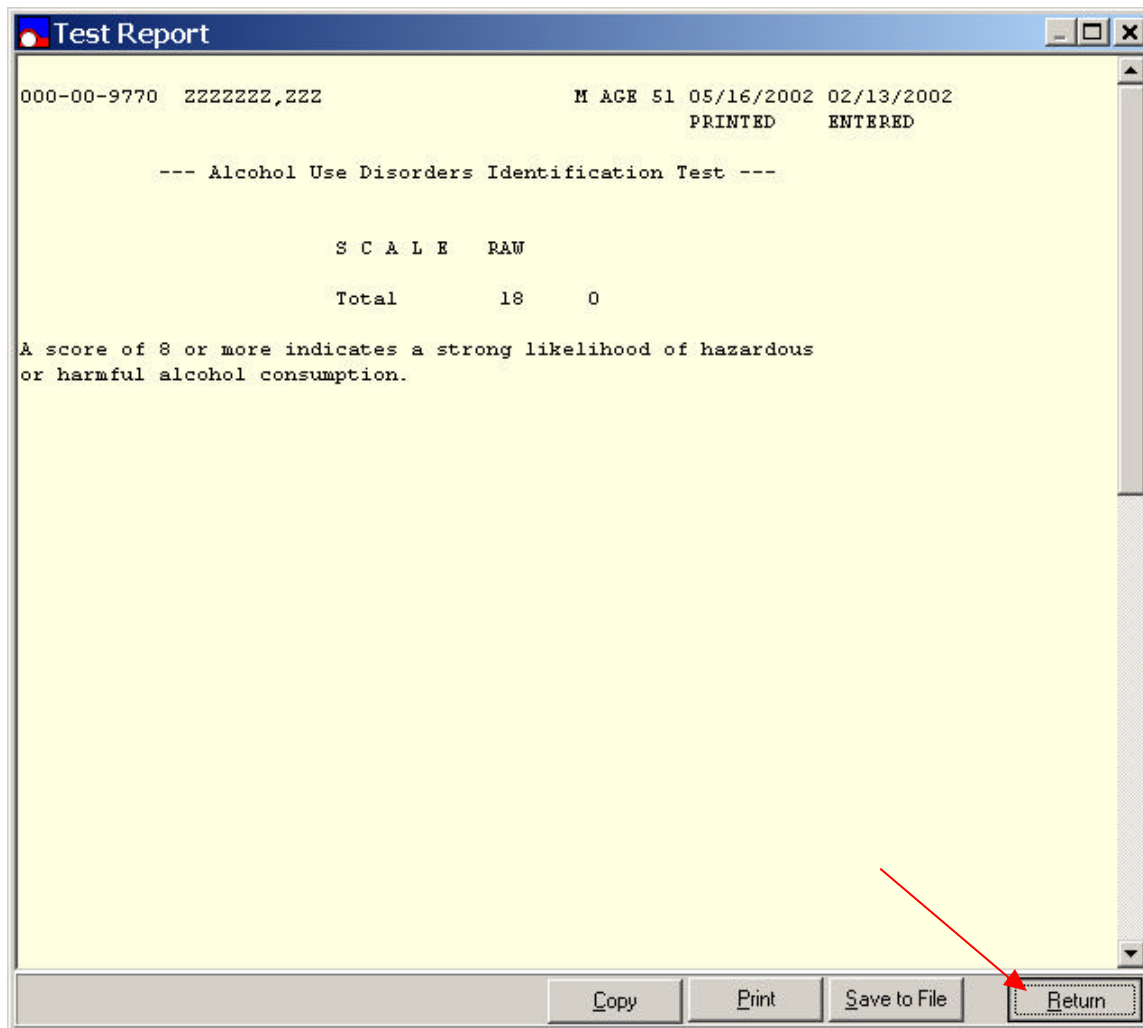 Test Report
000-00-9770 ZZZZZZZ,ZZZ M AGE 51 05/16/2002 02/13/2002
PRINTED ENTERED
--- Alcohol Use Disorders Identification Test ---
S C A L E RAW
Total 18 0
A score of 8 or more indicates a strong likelihood of hazardous
or harmful alcohol consumption.
Copy Print Save to File Return